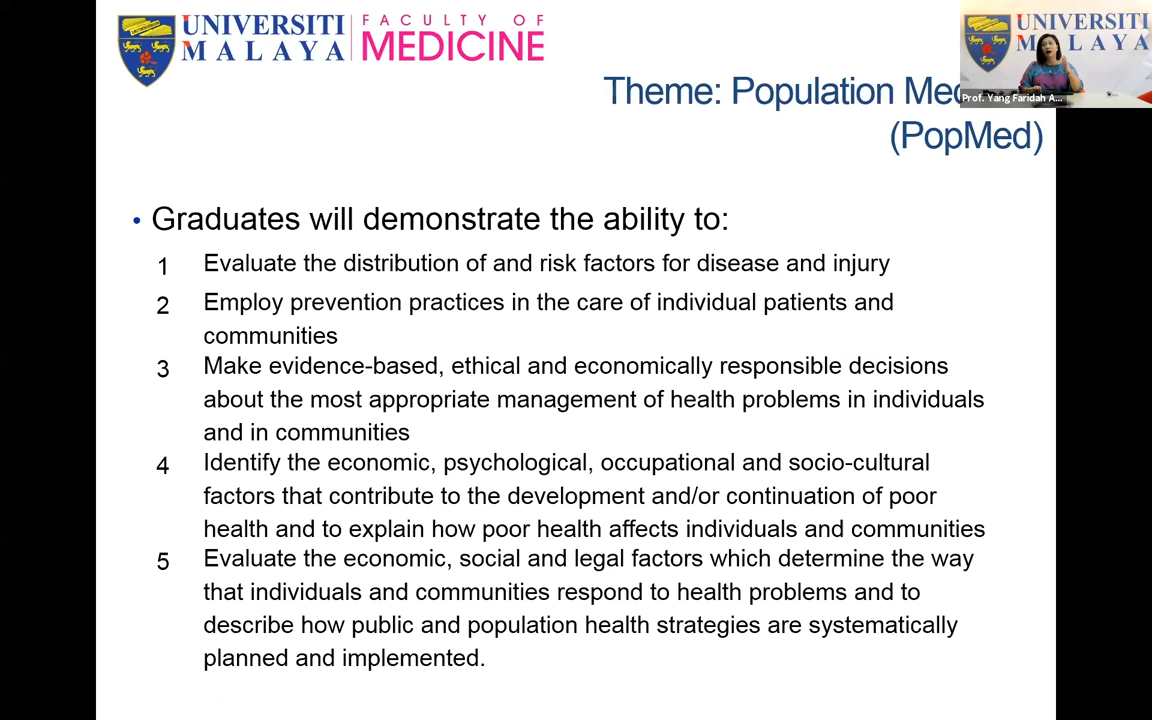 UNIVERSITI
MALAYA
FACULTY OF
MEDICINE
UNIVERSITI
MALAYA
Prof. Yang Faridah A...
Theme: Population
(PopMed)
• Graduates will demonstrate the ability to:
1 Evaluate the distribution of and risk factors for disease and injury
2 Employ prevention practices in the care of individual patients and
communities
3 Make evidence-based, ethical and economically responsible decisions
about the most appropriate management of health problems in individuals
and in communities
4 Identify the economic, psychological, occupational and socio-cultural
factors that contribute to the development and/or continuation of poor
health and to explain how poor health affects individuals and communities
5 Evaluate the economic, social and legal factors which determine the way
that individuals and communities respond to health problems and to
describe how public and population health strategies are systematically
planned and implemented.